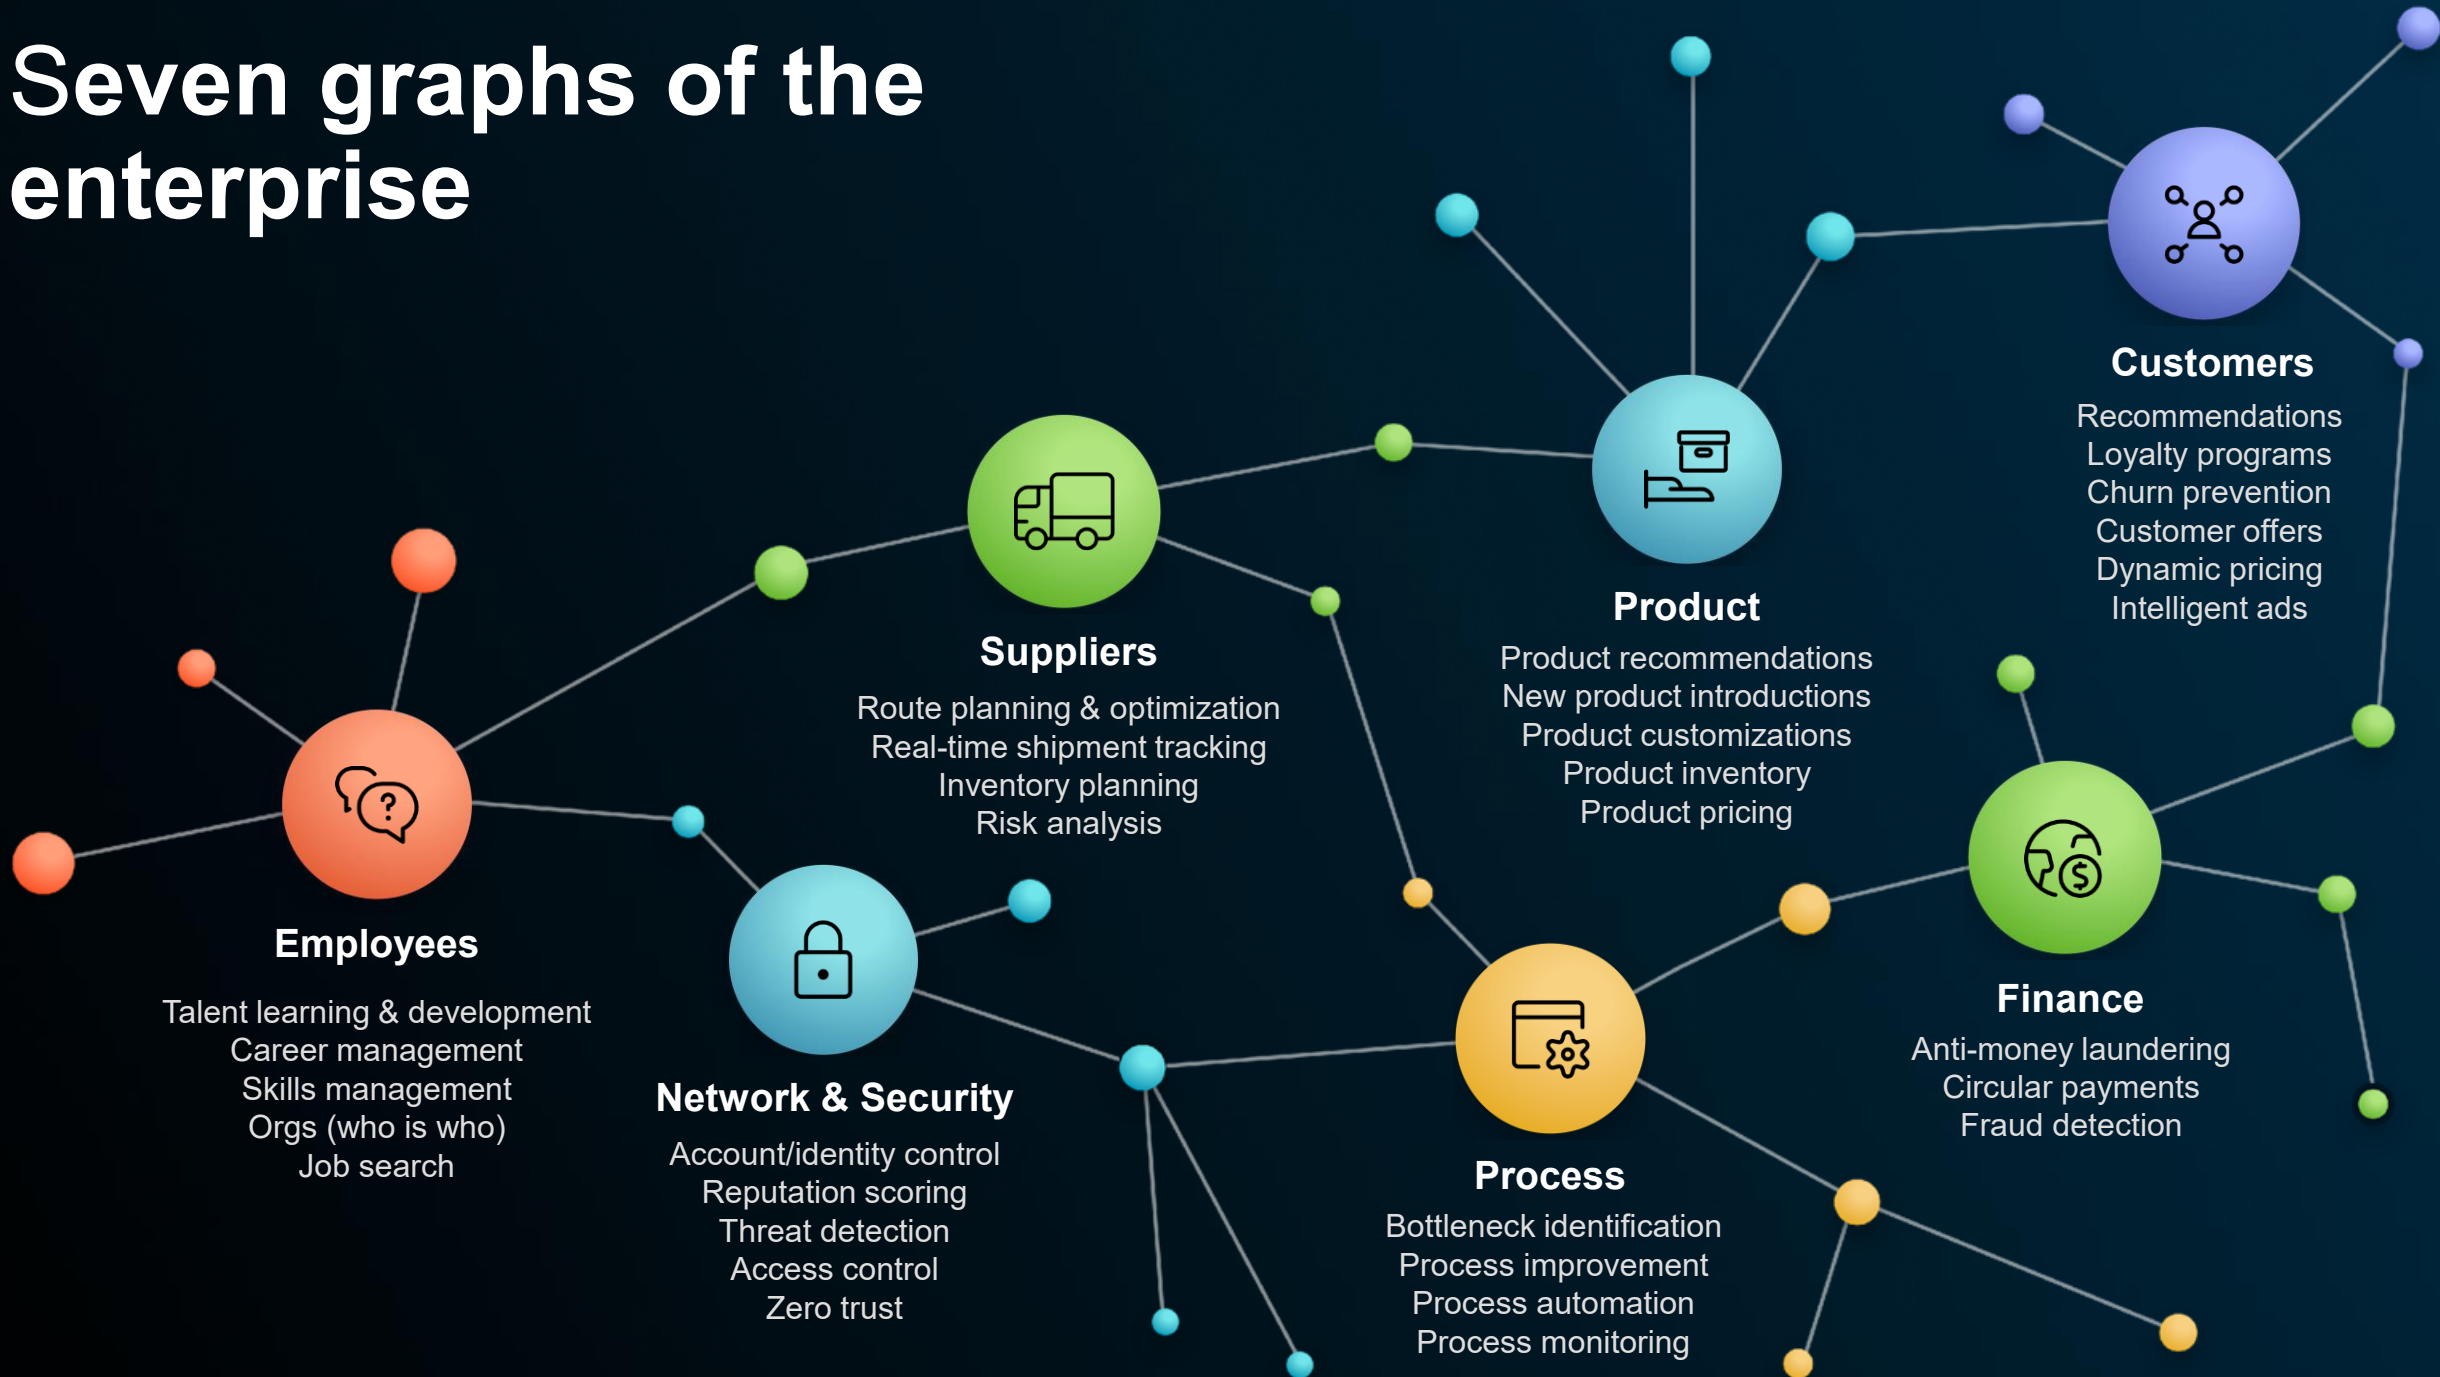 Seven graphs of the
enterprise
Customers
Recommendations
Loyalty programs
Churn prevention
Customer offers
Dynamic pricing
Intelligent ads
Product
Product recommendations
New product introductions
Product customizations
Product inventory
Product pricing
Suppliers
Route planning & optimization
Real-time shipment tracking
Inventory planning
Risk analysis
Employees
Talent learning & development
Career management
Skills management
Orgs (who is who)
Job search
?
Network & Security
Account/identity control
Reputation scoring
Threat detection
Access control
Zero trust
Process
Bottleneck identification
Process improvement
Process automation
Process monitoring
$
Finance
Anti-money laundering
Circular payments
Fraud detection